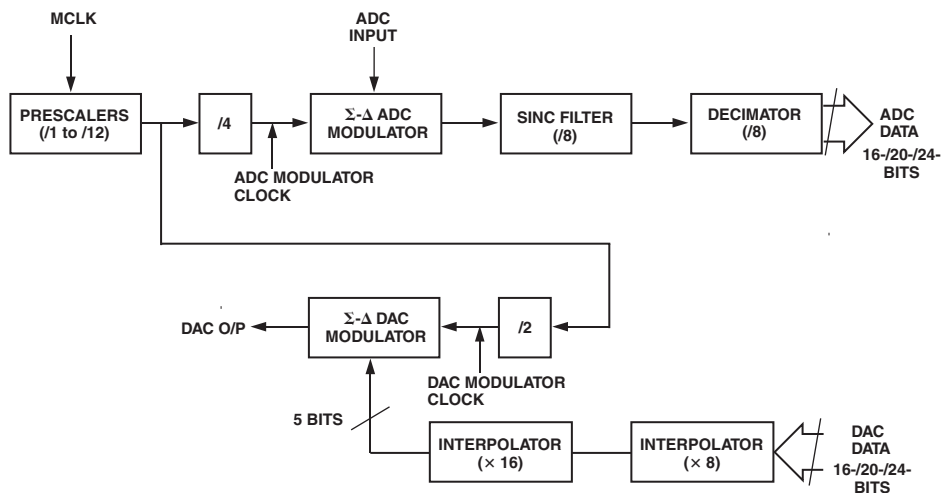 MCLK
ADC
INPUT
PRESCALERS
(/1 to /12)
/4
Σ-Δ ADC
MODULATOR
SINC FILTER
(/8)
DECIMATOR
(/8)
ADC
DATA
16-/20-/24-
BITS
ADC MODULATOR
CLOCK
DAC O/P
Σ-Δ DAC
MODULATOR
/2
DAC MODULATOR
CLOCK
5 BITS
INTERPOLATOR
(× 16)
INTERPOLATOR
(× 8)
DAC
DATA
16-/20-/24-
BITS